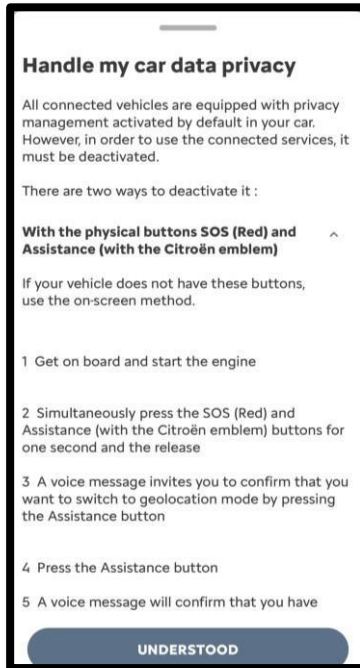 Handle my car data privacy
All connected vehicles are equipped with privacy
management activated by default in your car.
However, in order to use the connected services, it
must be deactivated.
There are two ways to deactivate it :
With the physical buttons SOS (Red) and
Assistance (with the Citroën emblem)
If your vehicle does not have these buttons,
use the on-screen method.
1 Get on board and start the engine
2 Simultaneously press the SOS (Red) and
Assistance (with the Citroën emblem) buttons for
one second and the release
3 A voice message invites you to confirm that you
want to switch to geolocation mode by pressing
the Assistance button
4 Press the Assistance button
5 A voice message will confirm that you have
UNDERSTOOD